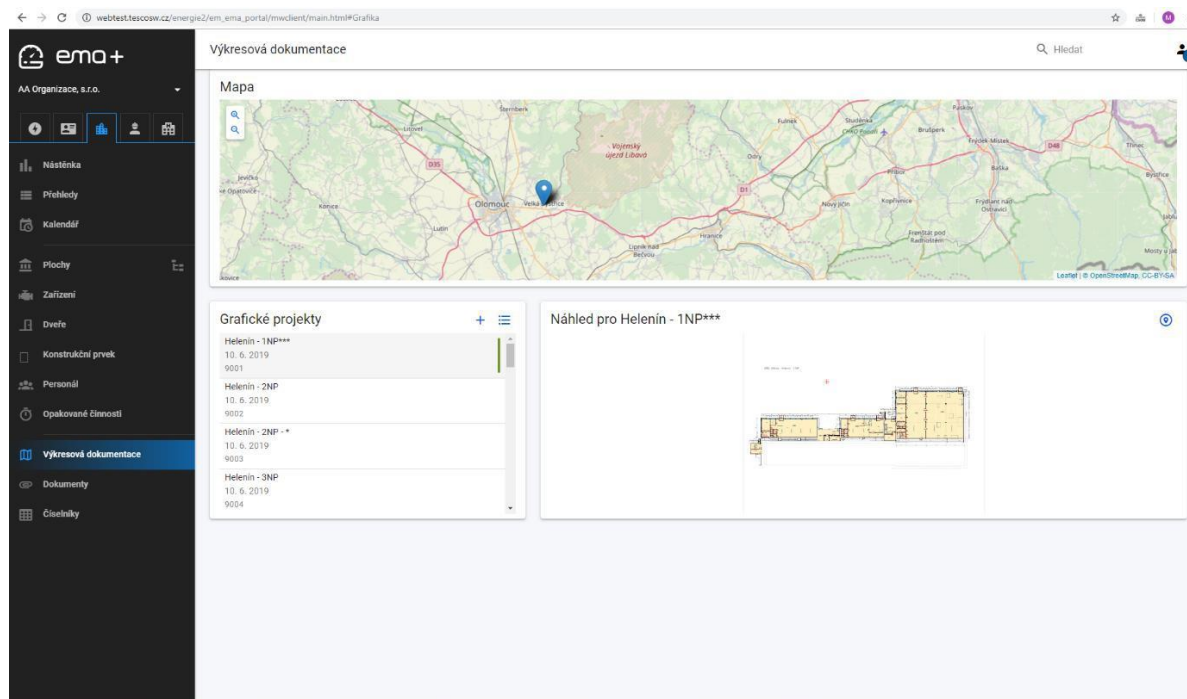 webtest.tescosw.cz/energie2/em_ema_portal/mwclient/main.html#Grafika
M
ema+
AA Organizace, s.r.o.
Nástěnka
Přehledy
Kalendář
Plochy
Zařízení
Dveře
Konstrukční prvek
Personál
Opakované činnosti
Výkresová dokumentace
Dokumenty
Číselníky
Výkresová dokumentace
Hledat
Mapa
Šternberk
Litovel
Vojenský
újezd Libavá
Fulnek
Studénka
Brušperk
Paskov
Frýdek-Místek
D48
Třinec
D35
Jevíčko
Konice
Olomouc
Velká Bystřice
Odry
D1
Příbor
Baška
Bystřice
Lutín
Nový Jičín
Kopřivnice
Frýdlant nad
Ostravicí
Lipník nad
Bečvou
Hranice
Frenštát pod
Radhoštěm
Leaflet | © OpenStreetMap, CC-BY-SA
Grafické projekty
Helenín - 1NP***
10. 6. 2019
9001
Helenín - 2NP
10. 6. 2019
9002
Helenín - 2NP - *
10. 6. 2019
9003
Helenín - 3NP
10. 6. 2019
9004
Náhled pro Helenín - 1NP***